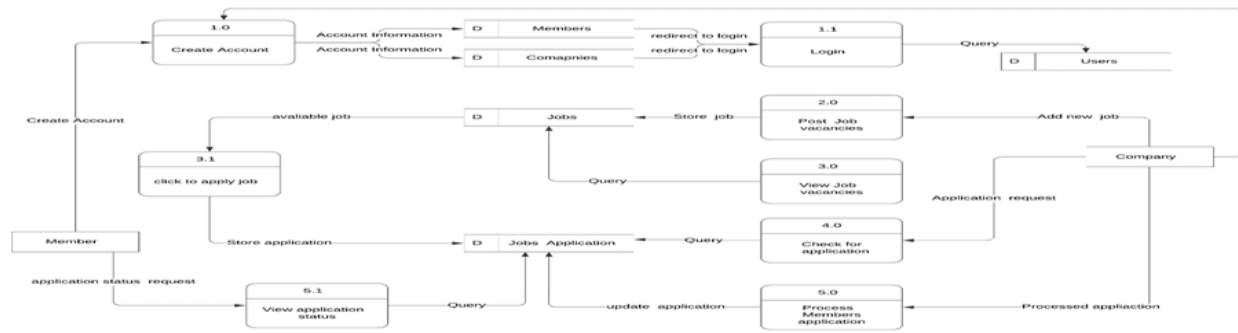 1.0
Create Account
Account Information
Account Information
D Members
D Comapnies
redirect to login
redirect to login
1.1
Login
Query
D Users
Create Account
avaliable job
D Jobs
Store job
2.0
Post Job
vacancies
Add new job
3.1
click to apply job
Query
3.0
View Job
vacancies
Company
Application request
Member
Store application
D Jobs Application
Query
4.0
Check for
application
application status request
5.1
View application
status
Query
update application
5.0
Process
Members
application
Processed appliaction